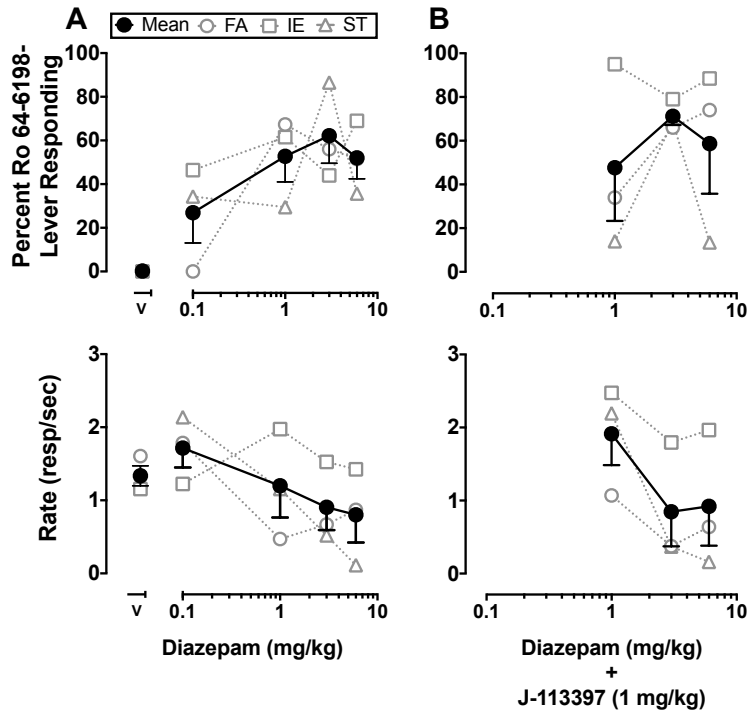 A
B
Mean FA IE ST
Percent Ro 64-6198-
Lever Responding
100
80
60
40
20
0
V
0.1 1 10
100
80
60
40
20
0
0.1 1 10
Rate (resp/sec)
3
2
1
0
V
0.1 1 10
Diazepam (mg/kg)
3
2
1
0
0.1 1 10
Diazepam (mg/kg)
+
J-113397 (1 mg/kg)